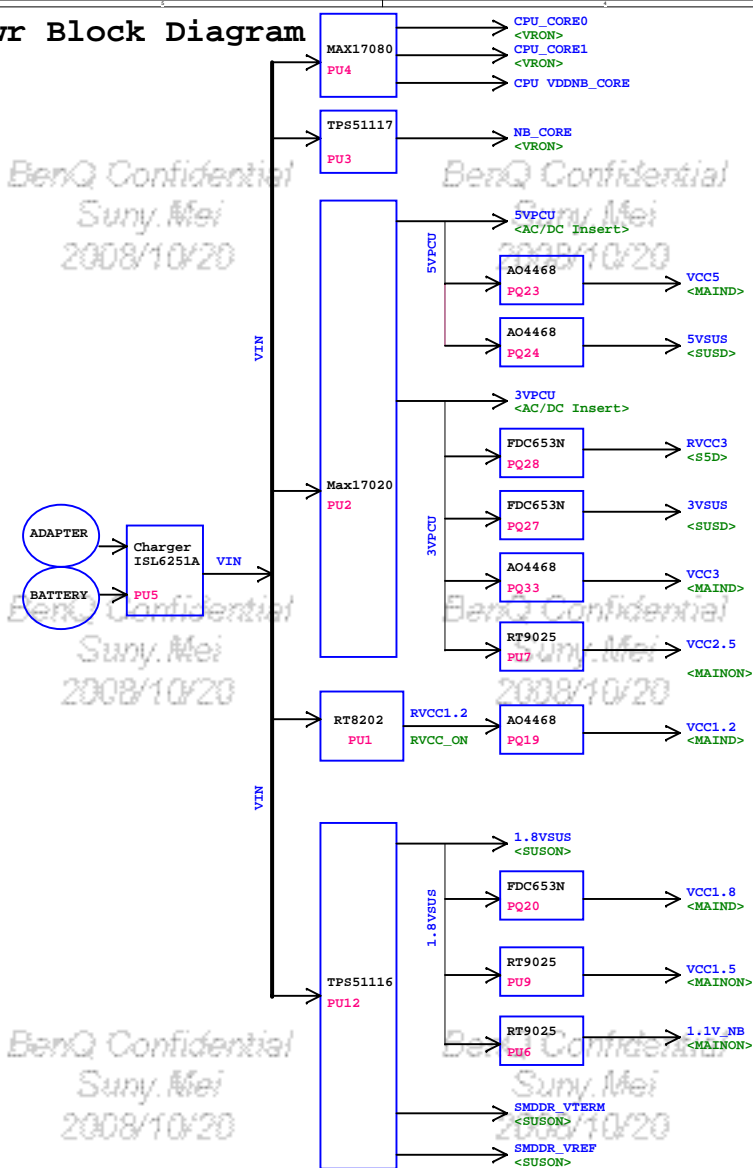 wr Block Diagram
MAX17080
PU4
CPU_CORE0
<VRON>
CPU_CORE1
<VRON>
CPU VDDNB_CORE
TPS51117
PU3
NB_CORE
<VRON>
BenQ Confidential
Suny.Mei
2008/10/20
BenQ Confidential
Suny.Mei
2008/10/20
5VPCU
<AC/DC Insert>
5VPCU
AO4468
PQ23
VCC5
<MAIND>
AO4468
PQ24
5VSUS
<SUSD>
VIN
3VPCU
<AC/DC Insert>
FDC653N
PQ28
RVCC3
<S5D>
Max17020
PU2
3VPCU
FDC653N
PQ27
3VSUS
<SUSD>
ADAPTER
BATTERY
Charger
ISL6251A
PU5
VIN
AO4468
PQ33
VCC3
<MAIND>
BenQ Confidential
Suny.Mei
2008/10/20
BenQ Confidential
Suny.Mei
2008/10/20
RT9025
PU7
VCC2.5
<MAINON>
RT8202
PU1
RVCC1.2
RVCC_ON
AO4468
PQ19
VCC1.2
<MAIND>
VIN
1.8VSUS
<SUSON>
1.8VSUS
FDC653N
PQ20
VCC1.8
<MAIND>
TPS51116
PU12
RT9025
PU9
VCC1.5
<MAINON>
RT9025
PU6
1.1V_NB
<MAINON>
BenQ Confidential
Suny.Mei
2008/10/20
BenQ Confidential
Suny.Mei
2008/10/20
SMDDR_VTERM
<SUSON>
SMDDR_VREF
<SUSON>